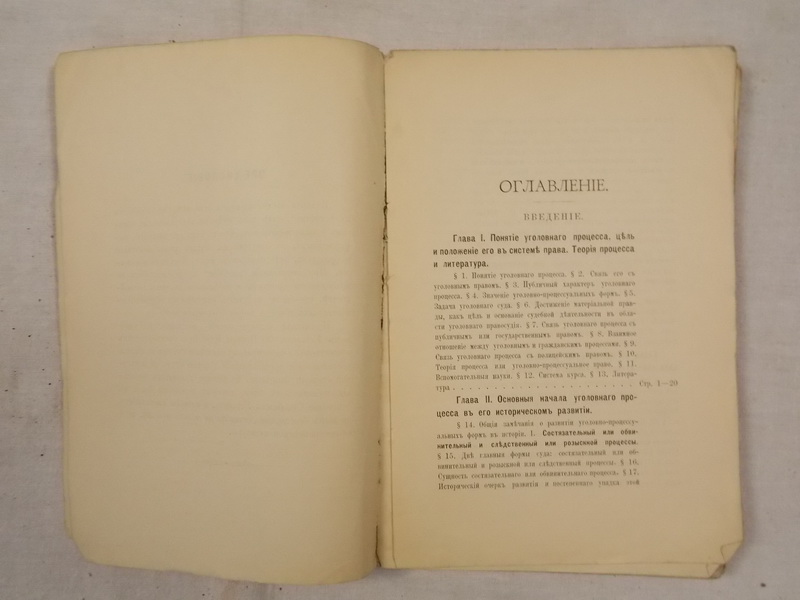 ОГЛАВЛЕНІЕ.
ВВЕДЕНІЕ.
Глава I. Понятіе уголовнаго процесса, цѣль
и положеніе его въ системѣ права. Теорія процесса
и литература.
§ 1. Понятіе уголовнаго процесса. § 2. Связь его съ
уголовнымъ правомъ. § 3. Публичный характеръ уголовнаго
процесса. § 4. Значеніе уголовно-процессуальныхъ формъ. § 5.
Задача уголовнаго суда. § 6. Достиженіе матеріальной прав-
ды, какъ цѣль и основаніе судебной дѣятельности въ обла-
сти уголовнаго правосудія. § 7. Связь уголовнаго процесса съ
публичнымъ или государственнымъ правомъ. § 8. Взаимное
отношеніе между уголовнымъ и гражданскимъ процессами. § 9.
Связь уголовнаго процесса съ полицейскимъ правомъ. § 10.
Теорія процесса или уголовно-процессуальное право. § 11.
Вспомогательныя науки. § 12. Система курса. § 13. Литера-
тура . . . . . . . . . . . . . . . . . . . . . . Стр. 1—20
Глава II. Основныя начала уголовнаго про-
цесса въ его историческомъ развитіи.
§ 14. Общія замѣчанія о развитіи уголовно-процессу-
альныхъ формъ въ исторіи. I. Состязательный или обви-
нительный и слѣдственный или розыскной процессы.
§ 15. Двѣ главныя формы суда: состязательный или об-
винительный и розыскной или слѣдственный процессы. § 16.
Сущность состязательнаго или обвинительнаго процесса. § 17.
Историческій очеркъ развитія и послѣдующаго упадка этой